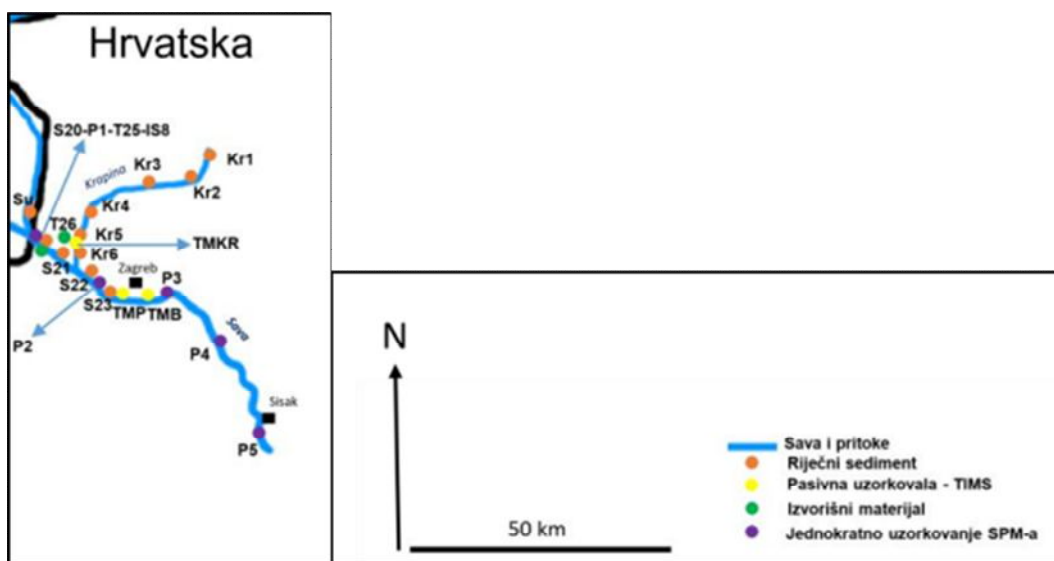 Hrvatska
S20-P1-T25-IS8
Kr1
Kr3
Krapina
Kr2
Su
Kr4
T26
Kr5
TMKR
Kr6
S21
Zagreb
S22
P3
S23
TMP
TMB
Sava
P2
P4
Sisak
P5
N
50 km
Sava i pritoke
Riječni sediment
Pasivna uzorkovala - TIMS
Izvorišni materijal
Jednokratno uzorkovanje SPM-a